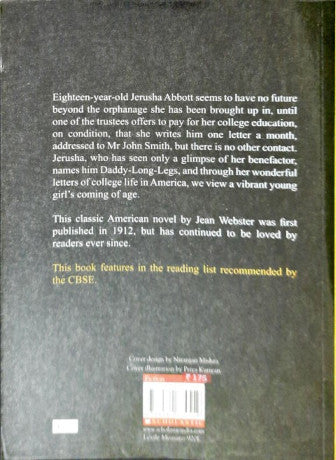 Eighteen-year-old Jerusha Abbott seems to have no future
beyond the orphanage she has been brought up in, until
one of the trustees offers to pay for her college education,
on condition, that she writes him one letter a month,
addressed to Mr John Smith, but there is no other contact.
Jerusha, who has seen only a glimpse of her benefactor,
names him Daddy-Long-Legs, and through her wonderful
letters of college life in America, we view a vibrant young
girl's coming of age.
This classic American novel by Jean Webster was first
published in 1912, but has continued to be loved by
readers ever since.
This book features in the reading list recommended by
the CBSE.
Cover design by Niranjan Mishra
Cover illustration by Priya Kuriyan
₹ 175
SCHOLASTIC
www.scholasticindia.com
Lexile Measure